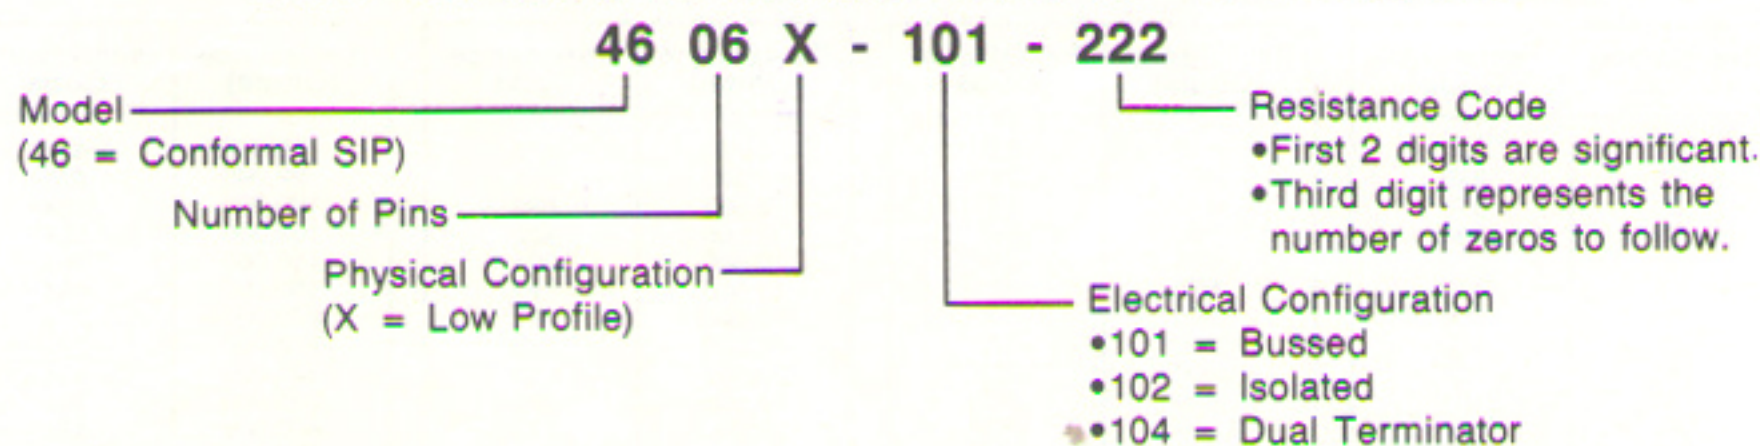 46 06 X - 101 - 222
Model
(46 = Conformal SIP)
Number of Pins
Physical Configuration
(X = Low Profile)
Resistance Code
•First 2 digits are significant.
•Third digit represents the
number of zeros to follow.
Electrical Configuration
•101 = Bussed
•102 = Isolated
•104 = Dual Terminator